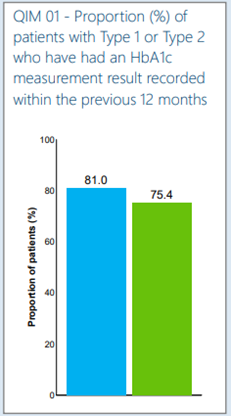 QIM 01 - Proportion (%) of
patients with Type 1 or Type 2
who have had an HbA1c
measurement result recorded
within the previous 12 months
100
81.0
75.4
80
60
40
20
0
Proportion of patients (%)